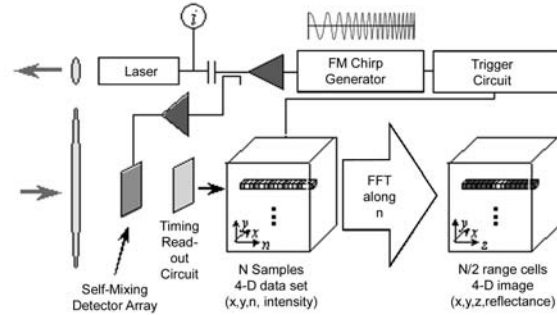 i
Laser
FM Chirp
Generator
Trigger
Circuit
FFT
along
n
Timing
Read-
out
Circuit
Self-Mixing
Detector Array
y
x
n
N Samples
4-D data set
(x,y,n, intensity)
y
x
z
N/2 range cells
4-D image
(x,y,z,reflectance)